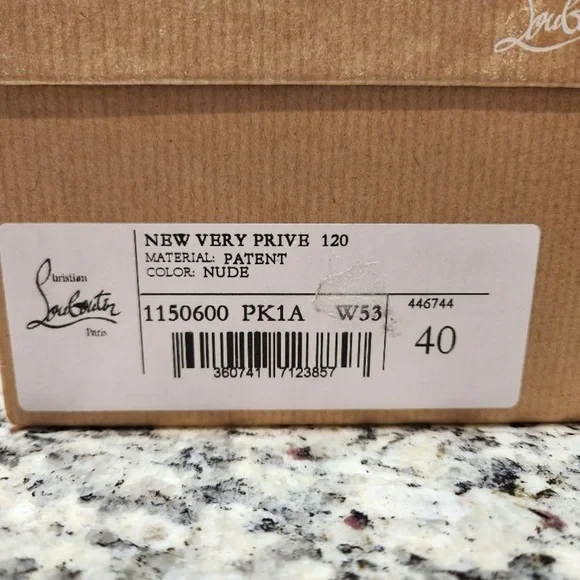 Christian
Louboutin
Paris
NEW VERY PRIVE 120
MATERIAL: PATENT
COLOR: NUDE
1150600 PK1A W53
446744
40
360741 7123857